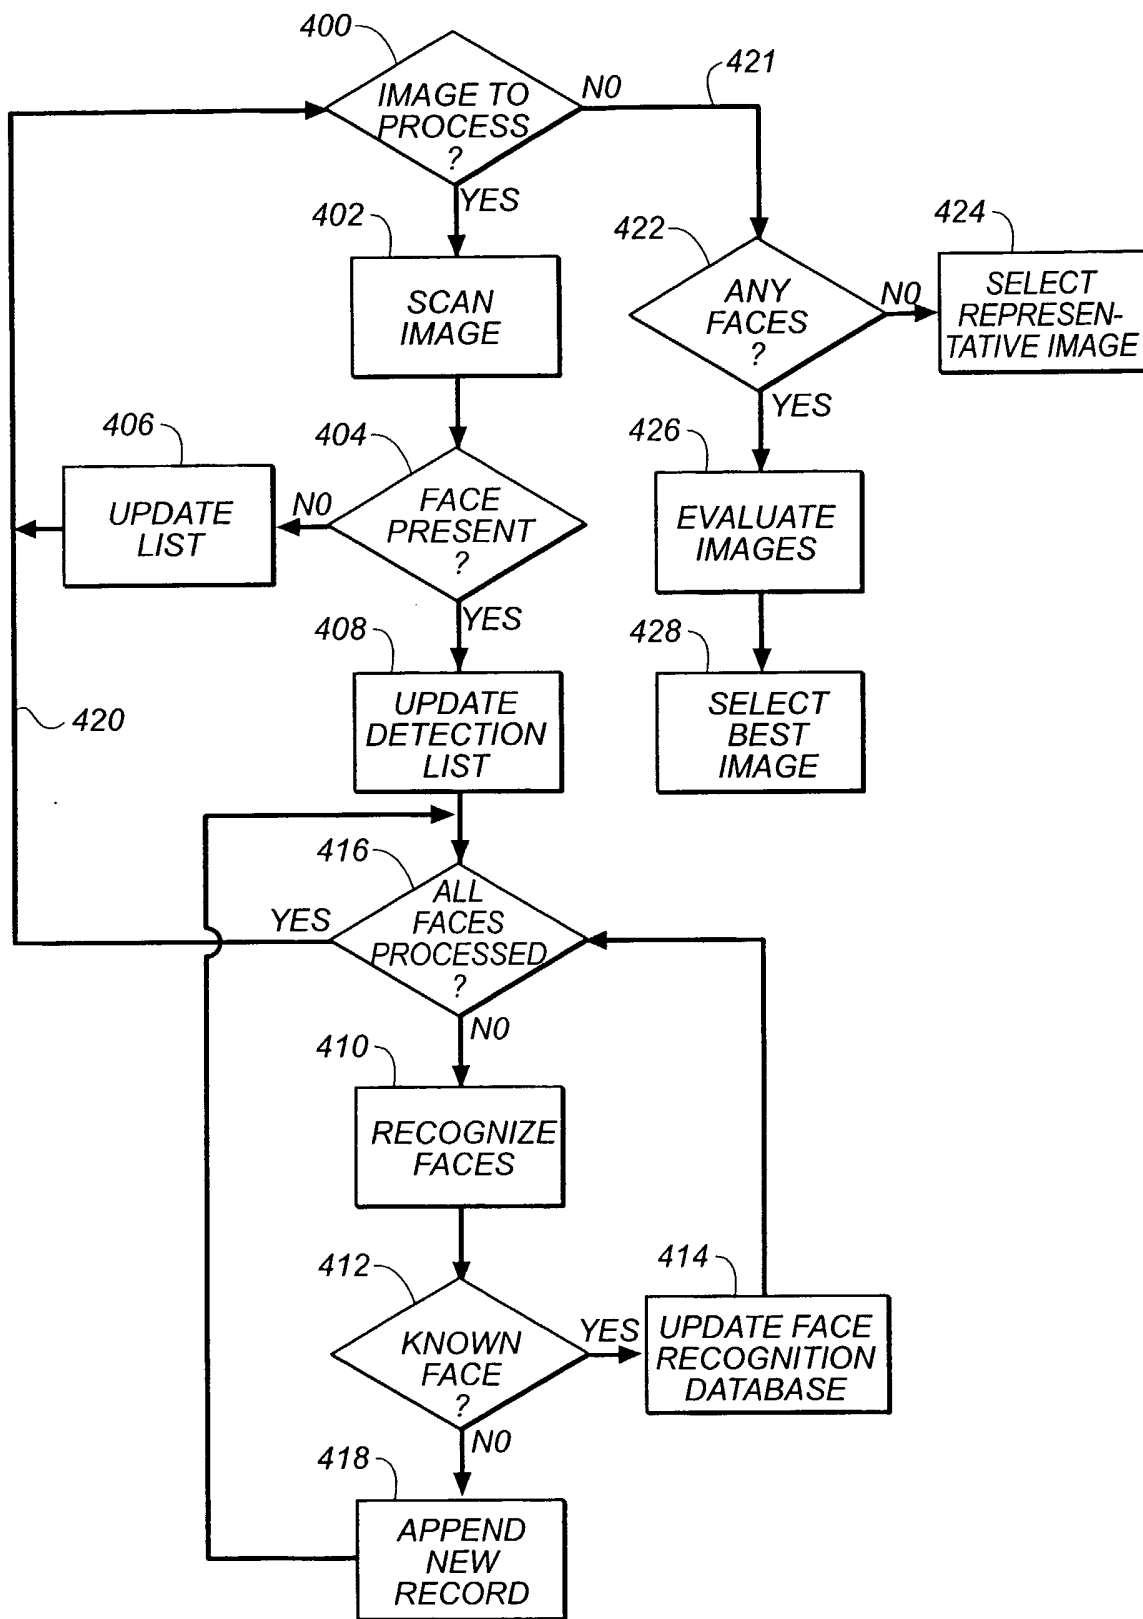 400
IMAGE TO
PROCESS
?
NO
421
YES
402
SCAN
IMAGE
422
ANY
FACES
?
NO
424
SELECT
REPRESEN-
TATIVE IMAGE
YES
406
UPDATE
LIST
404
FACE
PRESENT
?
NO
YES
426
EVALUATE
IMAGES
408
UPDATE
DETECTION
LIST
428
SELECT
BEST
IMAGE
420
416
ALL
FACES
PROCESSED
?
YES
NO
410
RECOGNIZE
FACES
412
KNOWN
FACE
?
YES
414
UPDATE FACE
RECOGNITION
DATABASE
NO
418
APPEND
NEW
RECORD